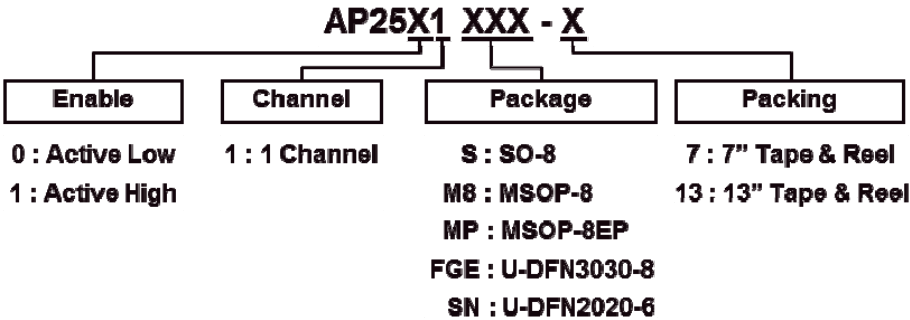 AP25X1 XXX - X
Enable Channel Package Packing
0 : Active Low 1 : 1 Channel S : SO-8 7 : 7” Tape & Reel
1 : Active High M8 : MSOP-8 13 : 13” Tape & Reel
MP : MSOP-8EP
FGE : U-DFN3030-8
SN : U-DFN2020-6